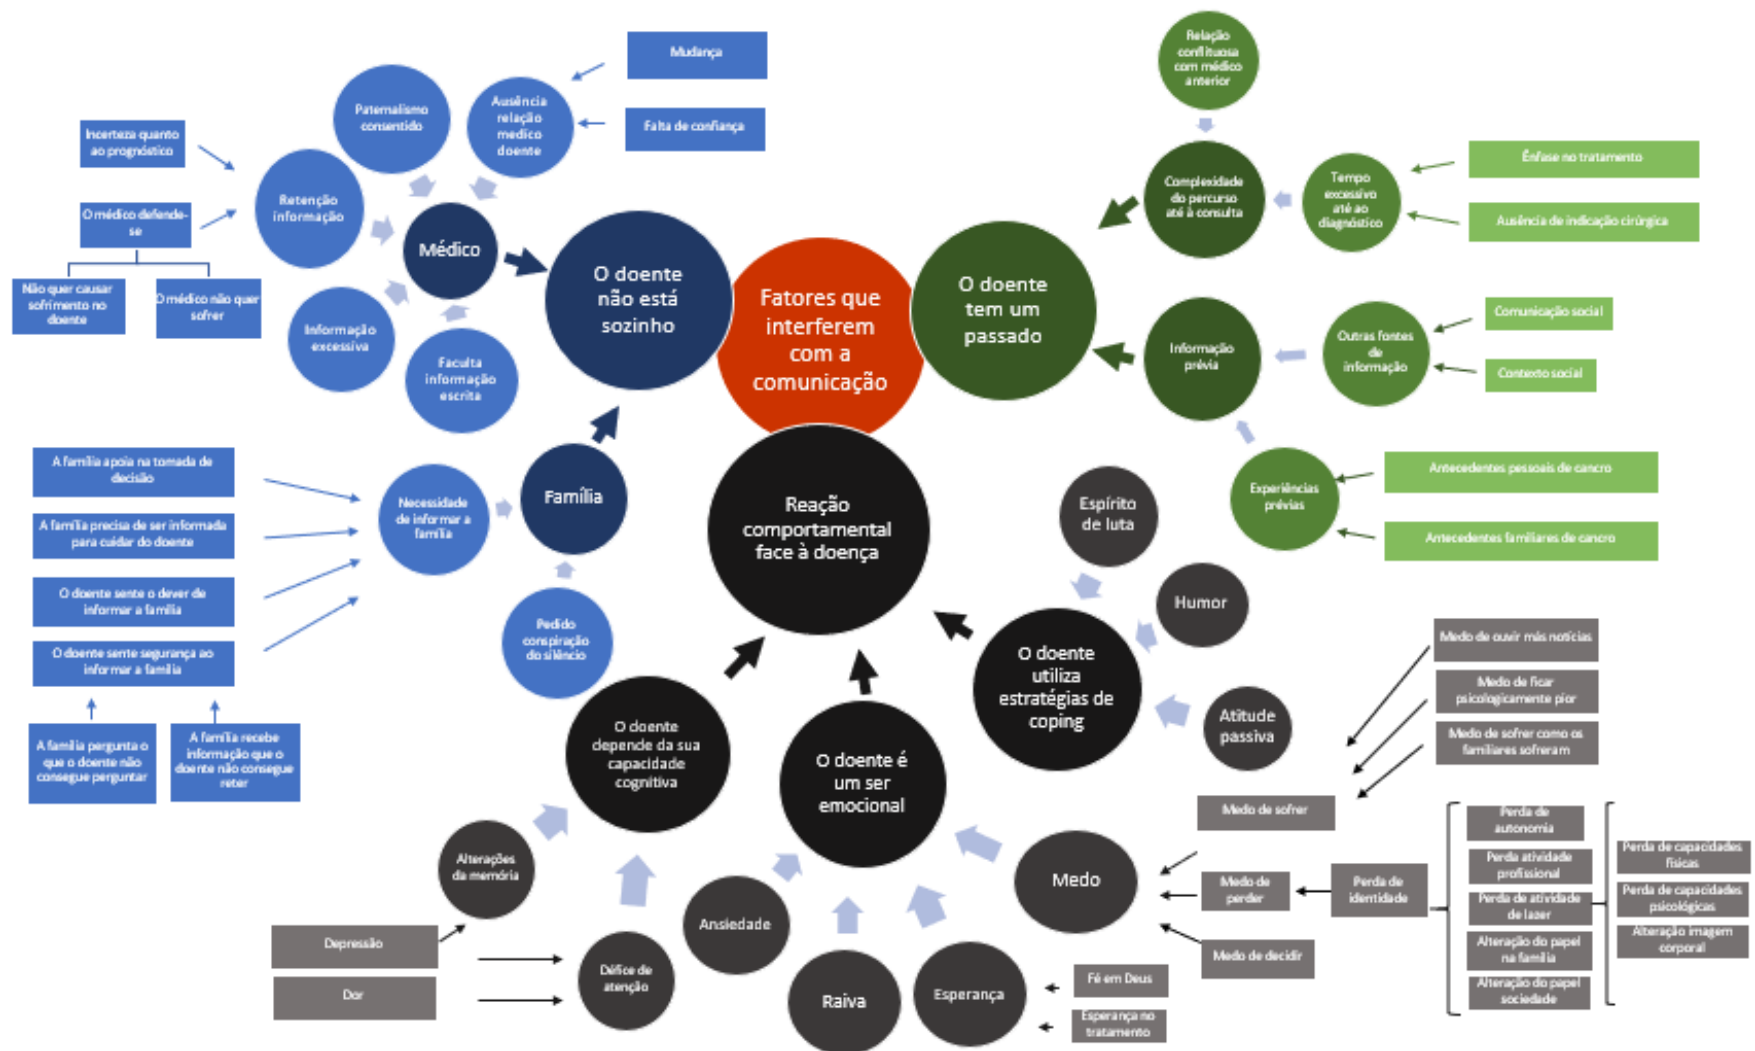 Mudança
Falta de confiança
Paternalismo
consentido
Ausência
relação
medico
doente
Incerteza quanto
ao prognóstico
Retenção
informação
O médico defende-
se
Não quer causar
sofrimento no
doente
O médico não quer
sofrer
Informação
excessiva
Faculta
informação
escrita
Médico
O doente
não está
sozinho
Fatores que
interferem
com a
comunicação
O doente
tem um
passado
Relação
conflituosa
com médico
anterior
Complexidade
do percurso
até à consulta
Tempo
excessivo
até ao
diagnóstico
Ênfase no tratamento
Ausência de indicação cirúrgica
Informação
prévia
Outras fontes
de
informação
Comunicação social
Contexto social
Experiências
prévias
Antecedentes pessoais de cancro
Antecedentes familiares de cancro
A família apoia na tomada de
decisão
A família precisa de ser informada
para cuidar do doente
O doente sente o dever de
informar a família
O doente sente segurança ao
informar a família
A família pergunta o
que o doente não
consegue perguntar
A família recebe
informação que o
doente não consegue
reter
Necessidade
de informar a
família
Família
Pedido
conspiração
do silêncio
Reação
comportamental
face à doença
Espírito
de luta
Humor
Atitude
passiva
O doente
utiliza
estratégias de
coping
O doente
depende da sua
capacidade
cognitiva
O doente é
um ser
emocional
Alterações
da memória
Défice de
atenção
Depressão
Dor
Ansiedade
Raiva
Esperança
Fé em Deus
Esperança no
tratamento
Medo
Medo de ouvir más notícias
Medo de ficar
psicologicamente pior
Medo de sofrer como os
familiares sofreram
Medo de sofrer
Medo de
perder
Medo de decidir
Perda de
identidade
Perda de
autonomia
Perda atividade
profissional
Perda de atividade
de lazer
Alteração do papel
na família
Alteração do papel
sociedade
Perda de capacidades
físicas
Perda de capacidades
psicológicas
Alteração imagem
corporal